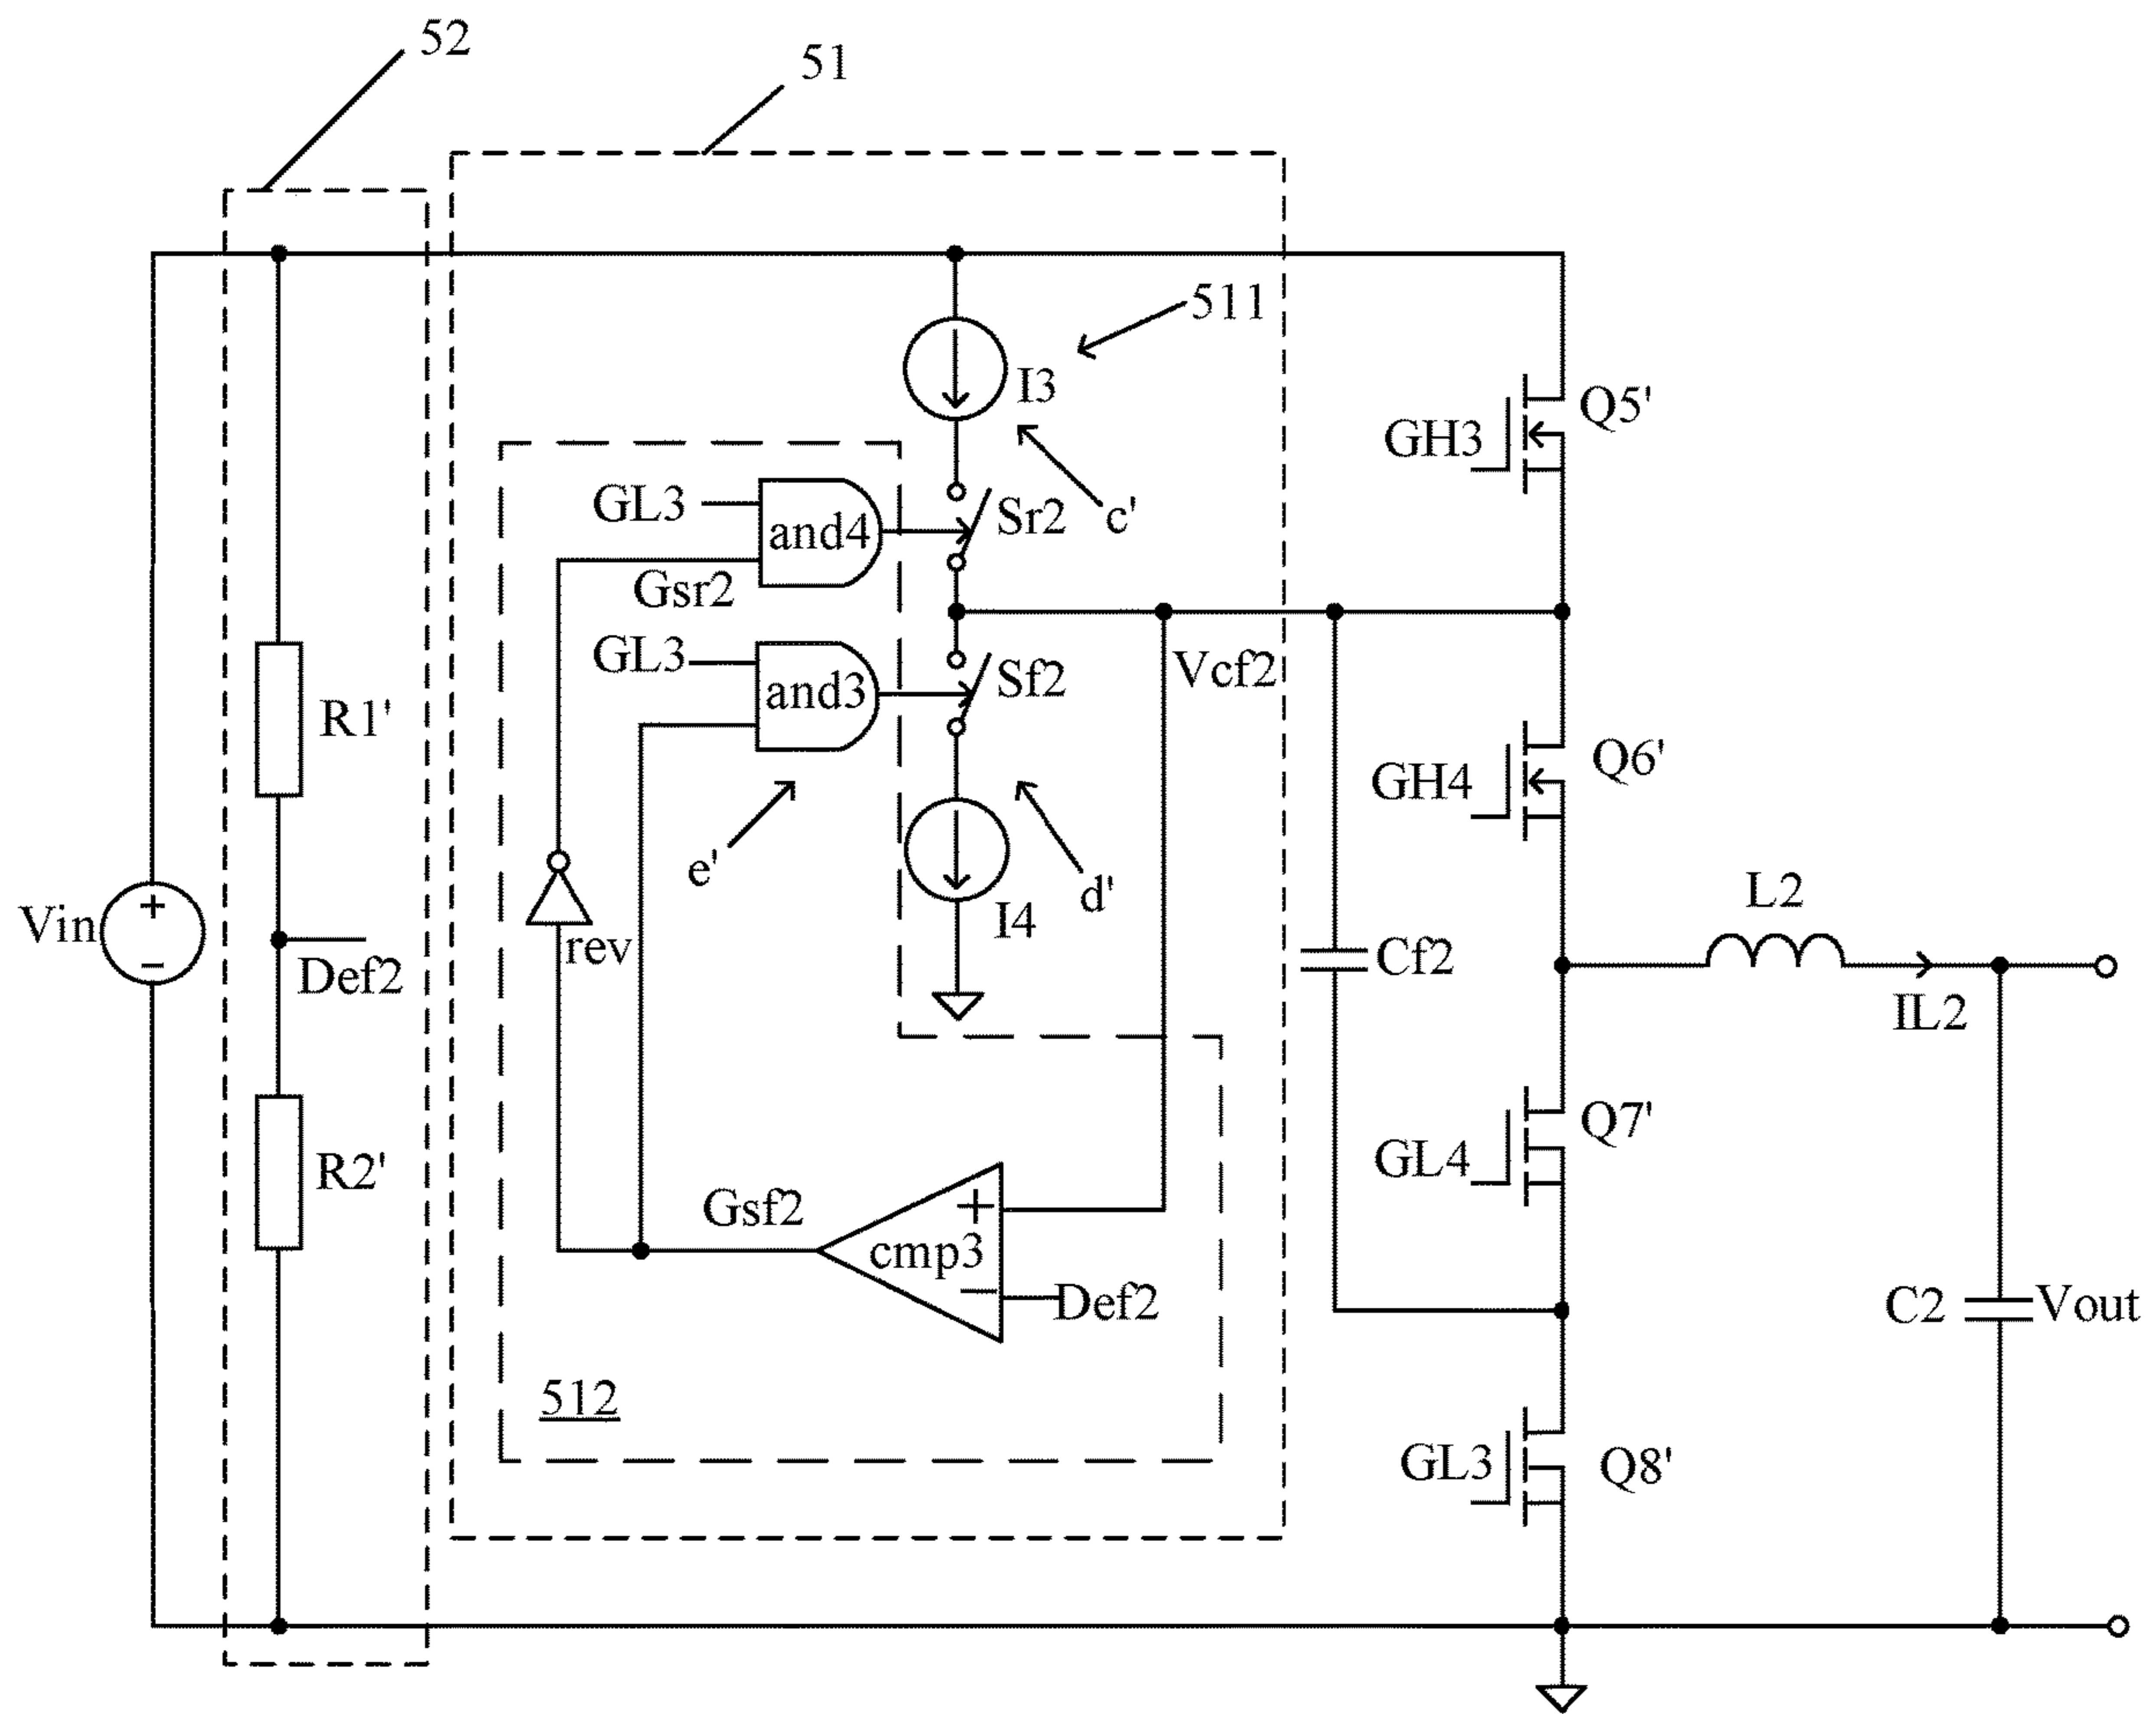 52
51
511
I3
Q5'
GH3
c'
GL3
and4
Sr2
Gsr2
GL3
and3
Sf2
Vcf2
R1'
Q6'
GH4
e'
d'
L2
Vin
+
−
I4
rev
Cf2
Def2
IL2
Q7'
GL4
R2'
Gsf2
+
cmp3
−
Def2
C2
Vout
512
GL3
Q8'